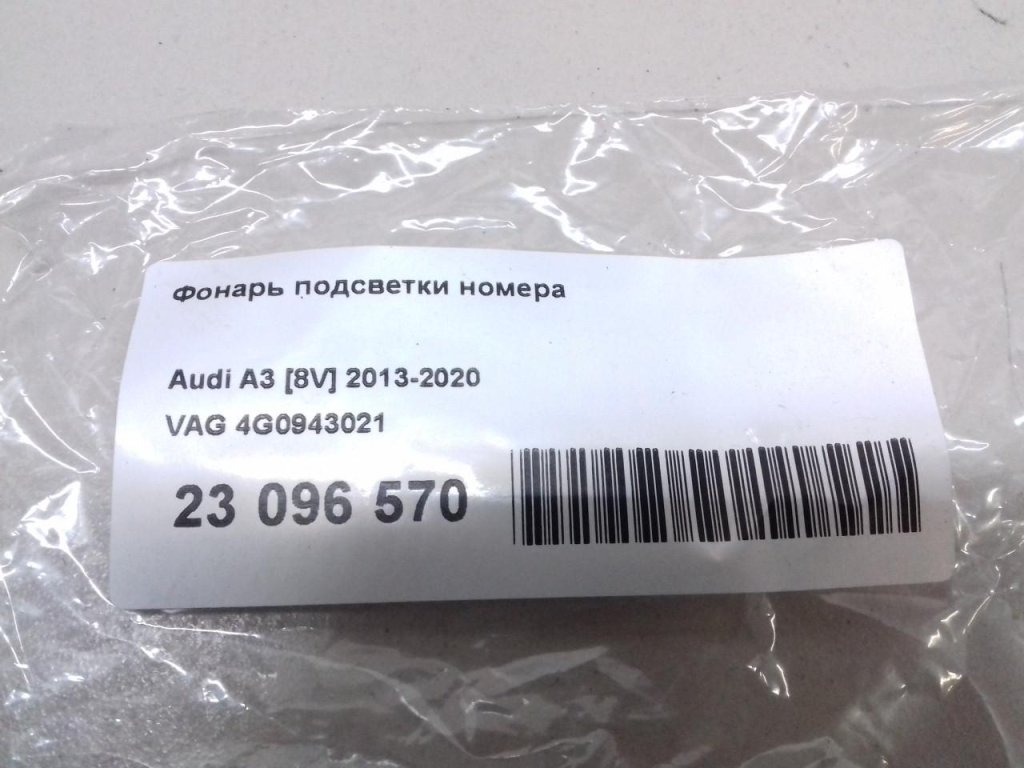 Фонарь подсветки номера
Audi A3 [8V] 2013-2020
VAG 4G0943021
23 096 570